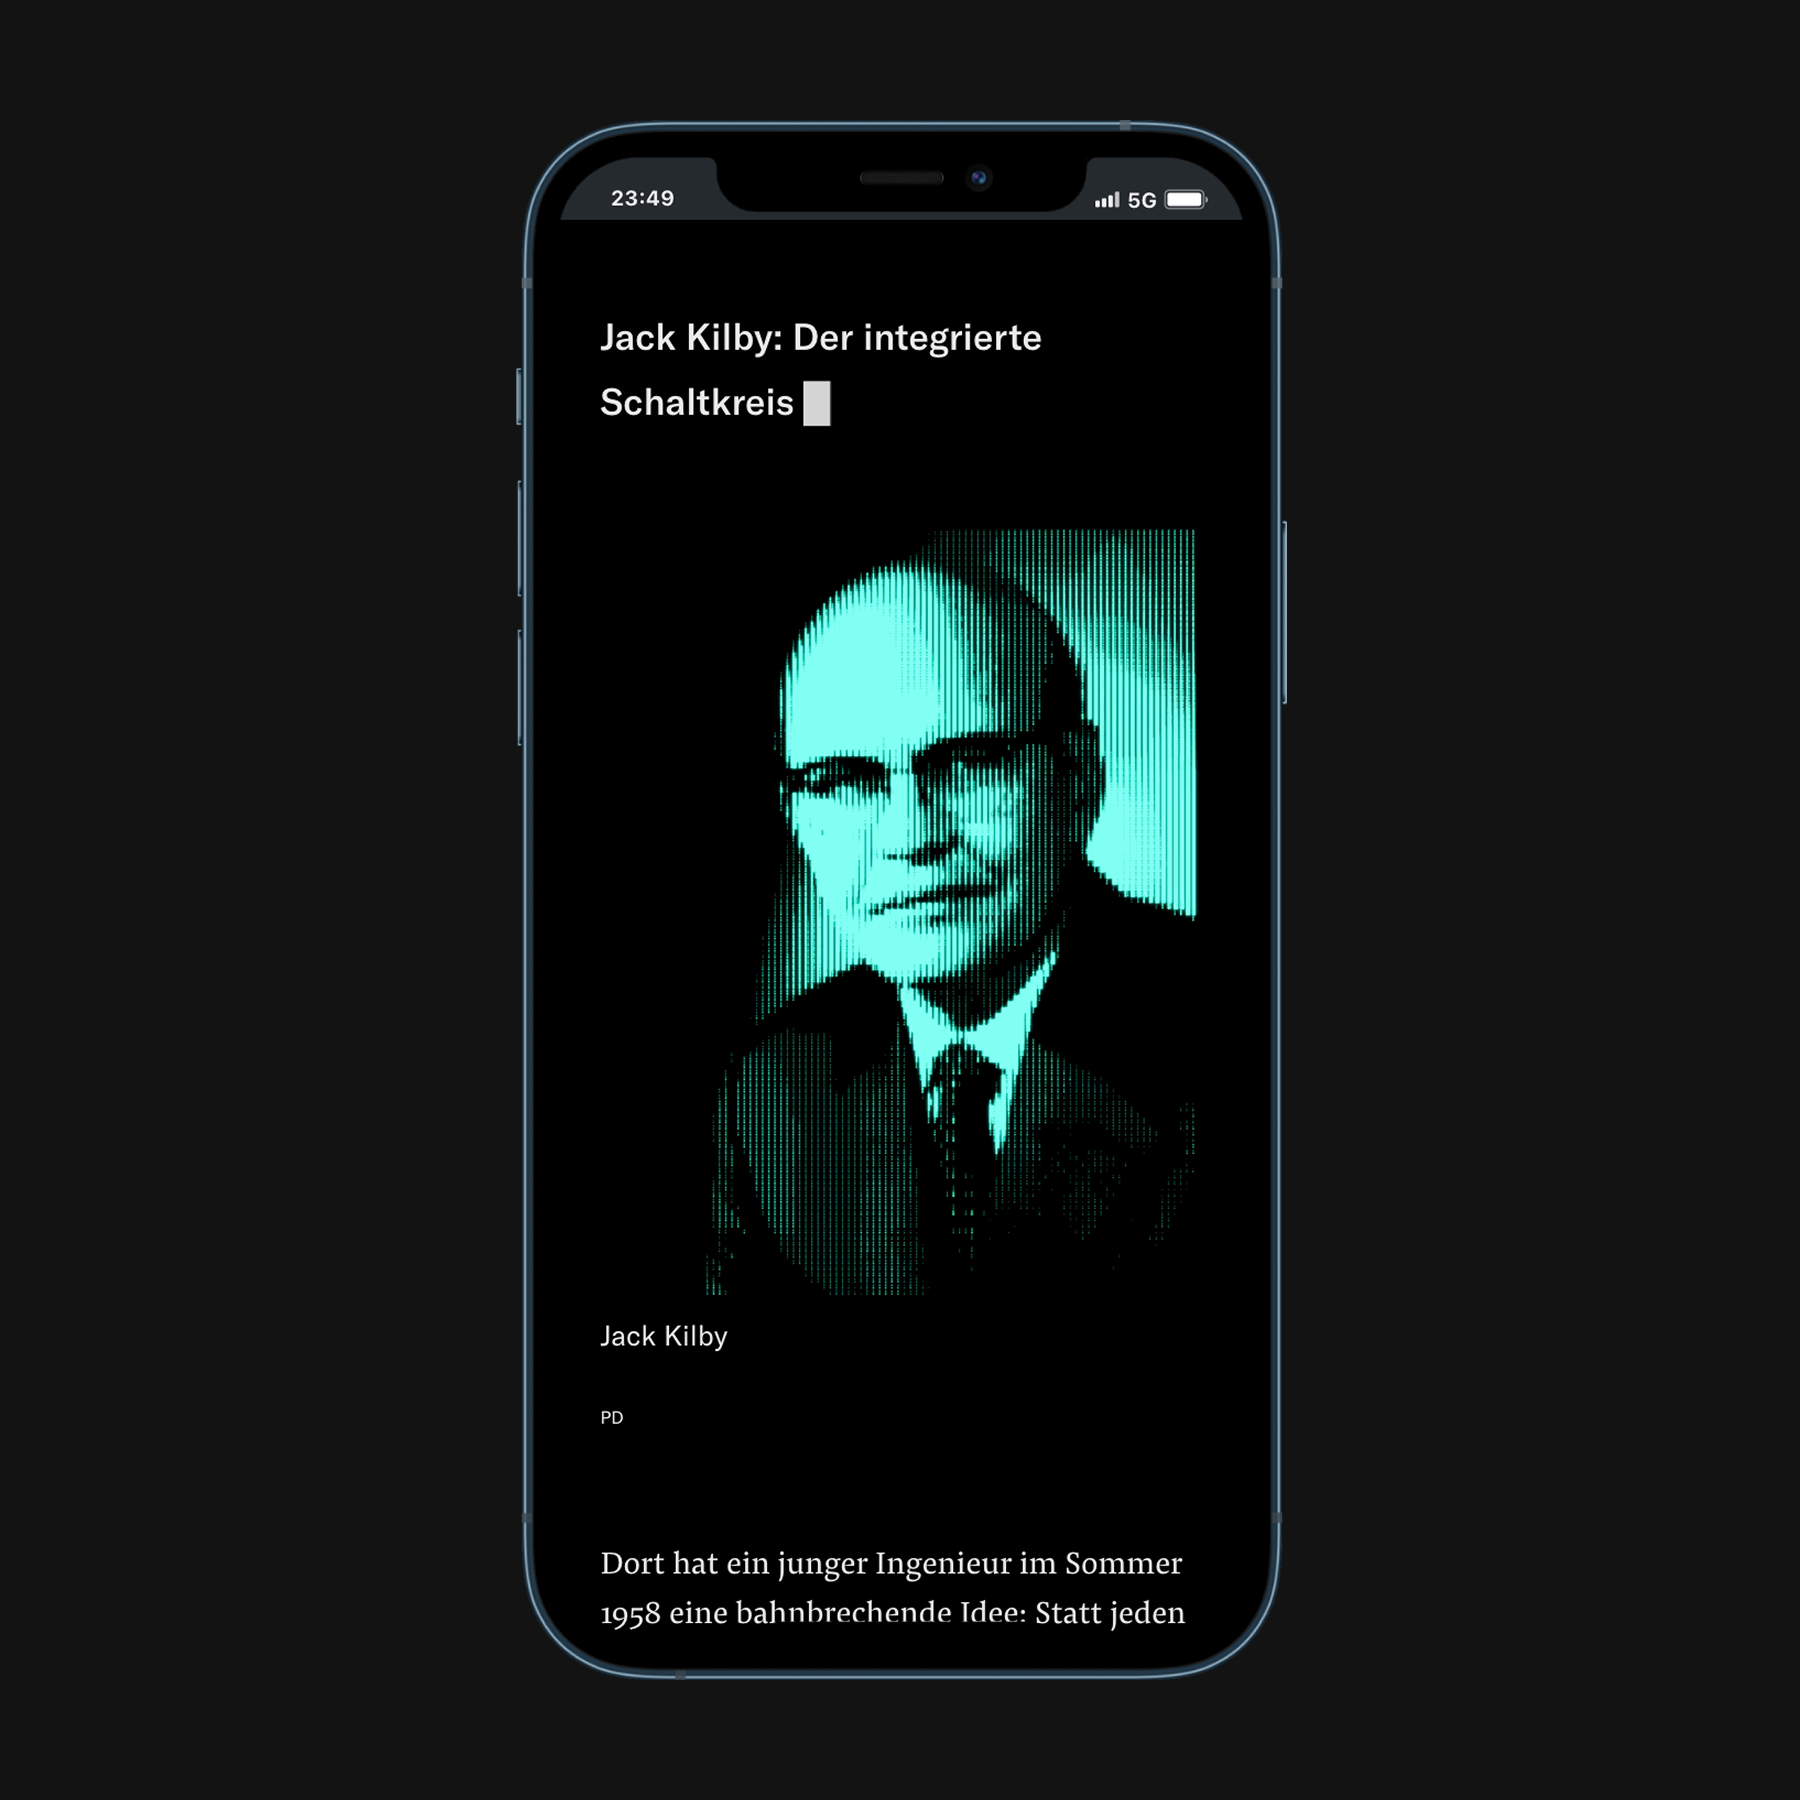 23:49
5G
Jack Kilby: Der integrierte
Schaltkreis
Jack Kilby
PD
Dort hat ein junger Ingenieur im Sommer
1958 eine bahnbrechende Idee: Statt jeden